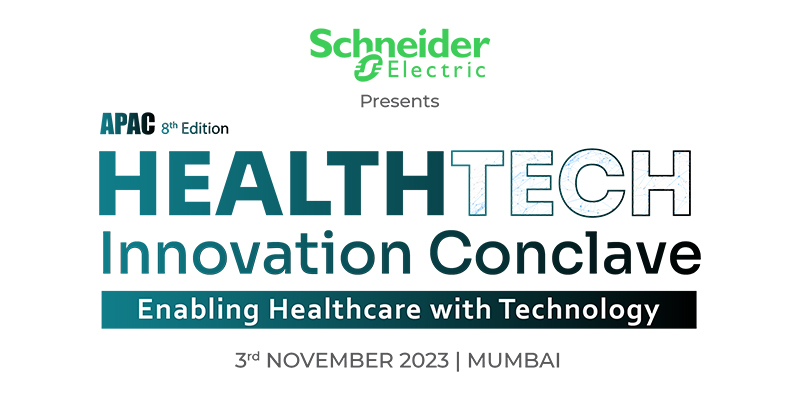 Schneider
Electric
Presents
APAC 8th Edition
HEALTHTECH
Innovation Conclave
Enabling Healthcare with Technology
3rd NOVEMBER 2023 | MUMBAI